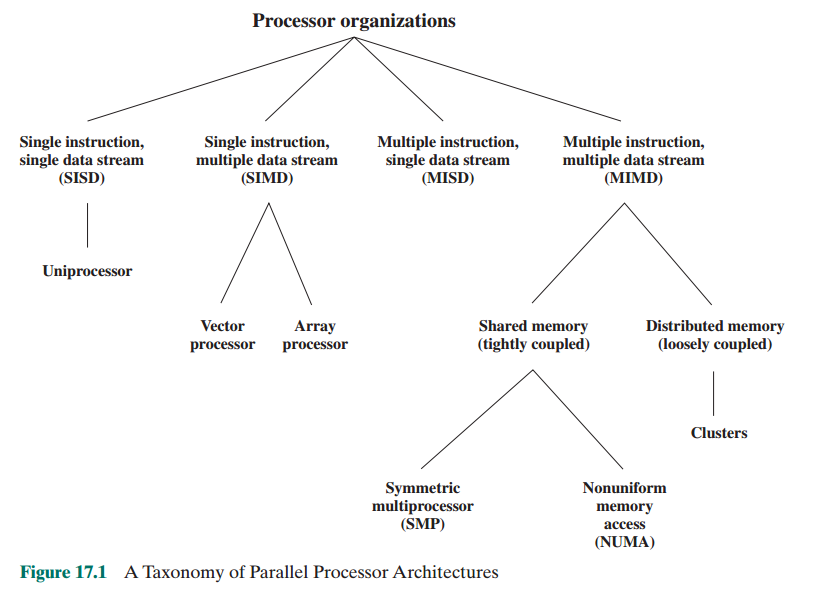 Processor organizations
Single instruction,
single data stream
(SISD)
Single instruction,
multiple data stream
(SIMD)
Multiple instruction,
single data stream
(MISD)
Multiple instruction,
multiple data stream
(MIMD)
Uniprocessor
Vector
processor
Array
processor
Shared memory
(tightly coupled)
Distributed memory
(loosely coupled)
Clusters
Symmetric
multiprocessor
(SMP)
Nonuniform
memory
access
(NUMA)
Figure 17.1 A Taxonomy of Parallel Processor Architectures